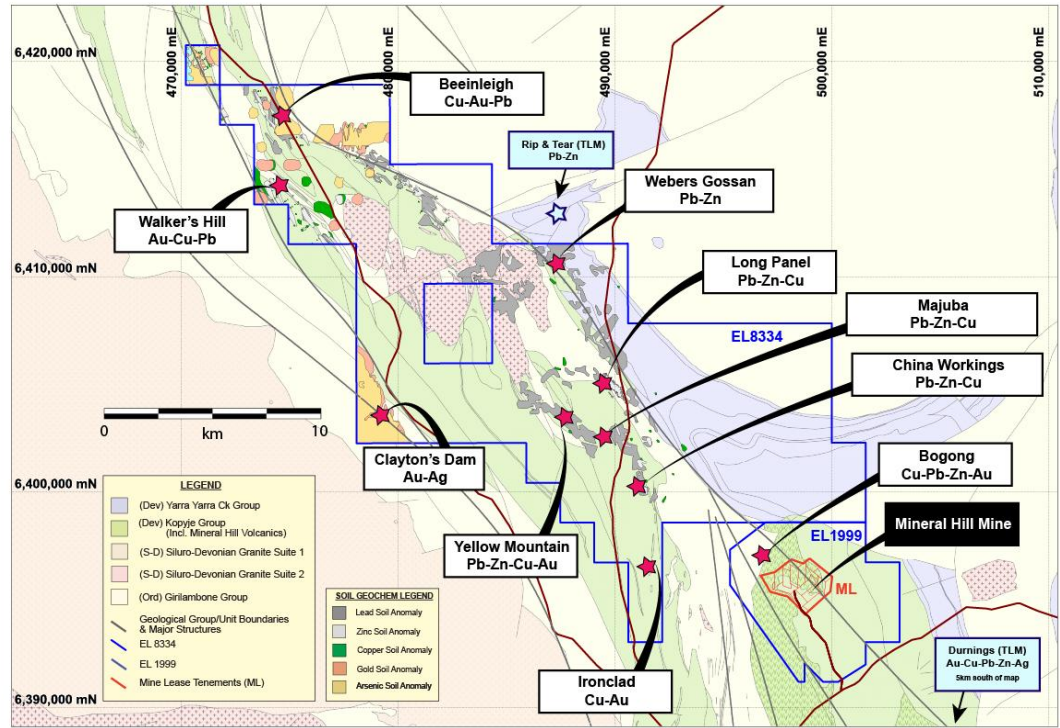 6,420,000 mN
470,000 mE
480,000 mE
490,000 mE
500,000 mE
510,000 mE
Beeinleigh
Cu-Au-Pb
Rip & Tear (TLM)
Pb-Zn
Webers Gossan
Pb-Zn
Walker's Hill
Au-Cu-Pb
6,410,000 mN
Long Panel
Pb-Zn-Cu
Majuba
Pb-Zn-Cu
EL8334
China Workings
Pb-Zn-Cu
0
10
km
Clayton's Dam
Au-Ag
Bogong
Cu-Pb-Zn-Au
6,400,000 mN
Mineral Hill Mine
EL1999
Yellow Mountain
Pb-Zn-Cu-Au
ML
LEGEND
(Dev) Yarra Yarra Ck Group
(Dev) Kopyje Group
(Incl. Mineral Hill Volcanics)
(S-D) Siluro-Devonian Granite Suite 1
(S-D) Siluro-Devonian Granite Suite 2
(Ord) Girilambone Group
Geological Group/Unit Boundaries
& Major Structures
EL 8334
EL 1999
Mine Lease Tenements (ML)
SOIL GEOCHEM LEGEND
Lead Soil Anomaly
Zinc Soil Anomaly
Copper Soil Anomaly
Gold Soil Anomaly
Arsenic Soil Anomaly
Ironclad
Cu-Au
Durnings (TLM)
Au-Cu-Pb-Zn-Ag
5km south of map
6,390,000 mN